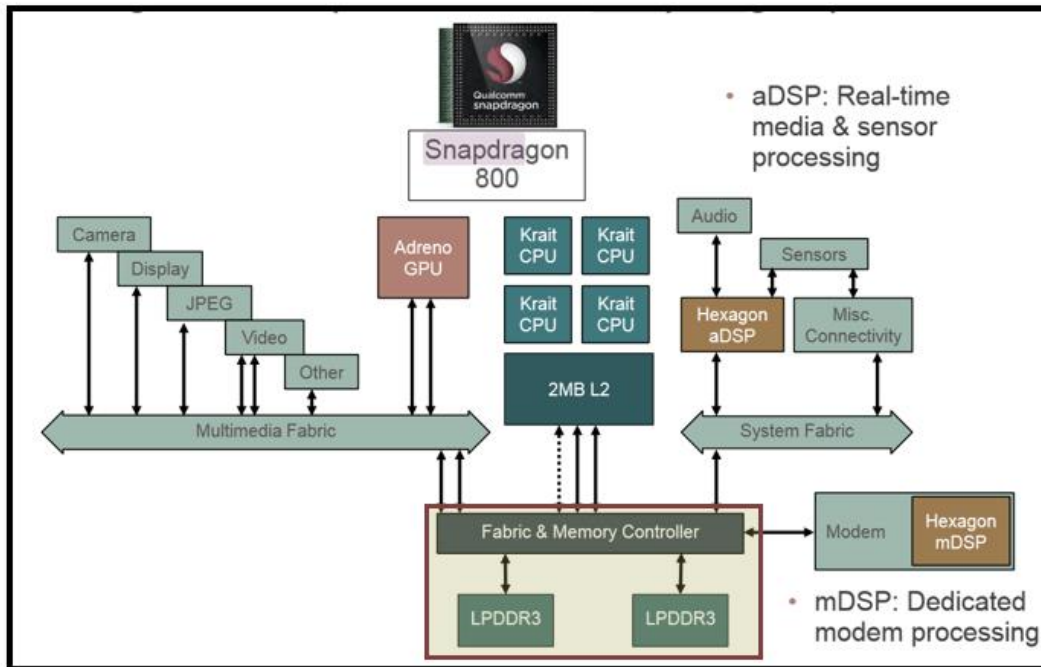 Qualcomm
snapdragon
Snapdragon
800
• aDSP: Real-time
media & sensor
processing
Camera
Display
JPEG
Video
Other
Adreno
GPU
Krait
CPU
Krait
CPU
Krait
CPU
Krait
CPU
2MB L2
Audio
Sensors
Hexagon
aDSP
Misc.
Connectivity
Multimedia Fabric
System Fabric
Fabric & Memory Controller
LPDDR3
LPDDR3
Modem
Hexagon
mDSP
• mDSP: Dedicated
modem processing